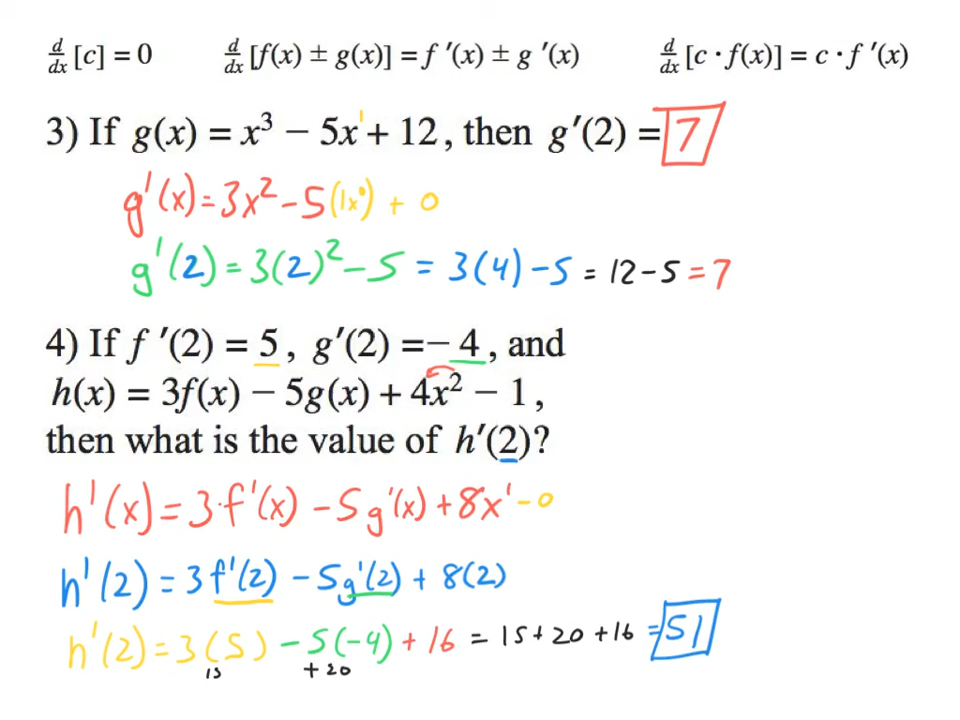 d/dx [c] = 0 d/dx [f(x) ± g(x)] = f ′(x) ± g ′(x) d/dx [c · f(x)] = c · f ′(x)
3) If g(x) = x³ − 5x¹ + 12, then g′(2) = 7
g'(x) = 3x² − 5(1x⁰) + 0
g'(2) = 3(2)² − 5 = 3(4) − 5 = 12 − 5 = 7
4) If f ′(2) = 5, g′(2) = − 4, and
h(x) = 3f(x) − 5g(x) + 4x² − 1,
then what is the value of h′(2)?
h'(x) = 3·f'(x) − 5g'(x) + 8x¹ − 0
h'(2) = 3f'(2) − 5g'(2) + 8(2)
h'(2) = 3(5) − 5(−4) + 16 = 15 + 20 + 16 = 51
15 +20